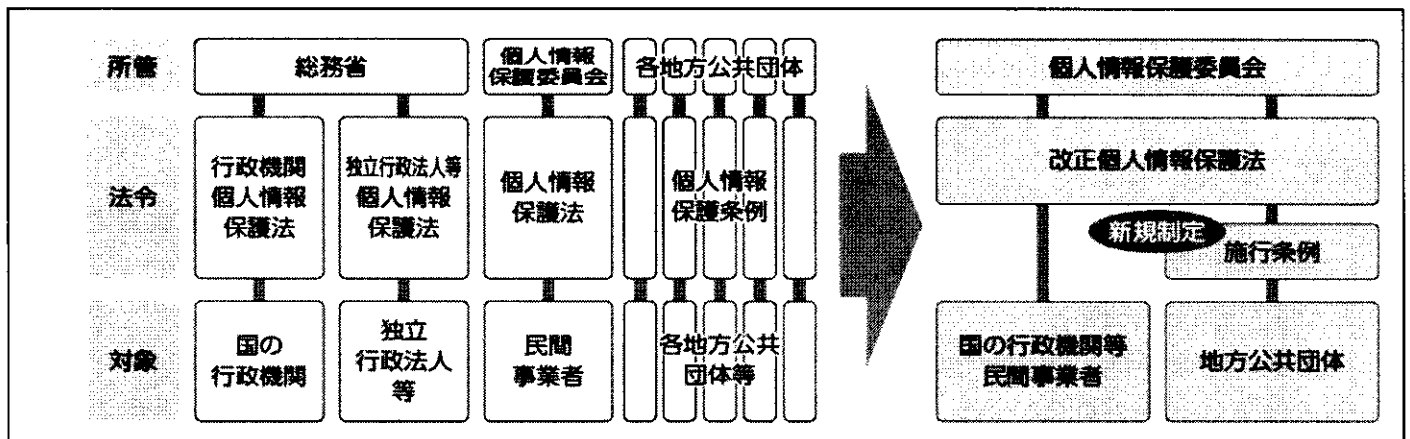 所管
総務省
個人情報
保護委員会
各地方公共団体
法令
行政機関
個人情報
保護法
独立行政法人等
個人情報
保護法
個人情報
保護法
個人情報
保護条例
対象
国の
行政機関
独立
行政法人
等
民間
事業者
各地方公共
団体等
個人情報保護委員会
改正個人情報保護法
新規制定
施行条例
国の行政機関等
民間事業者
地方公共団体